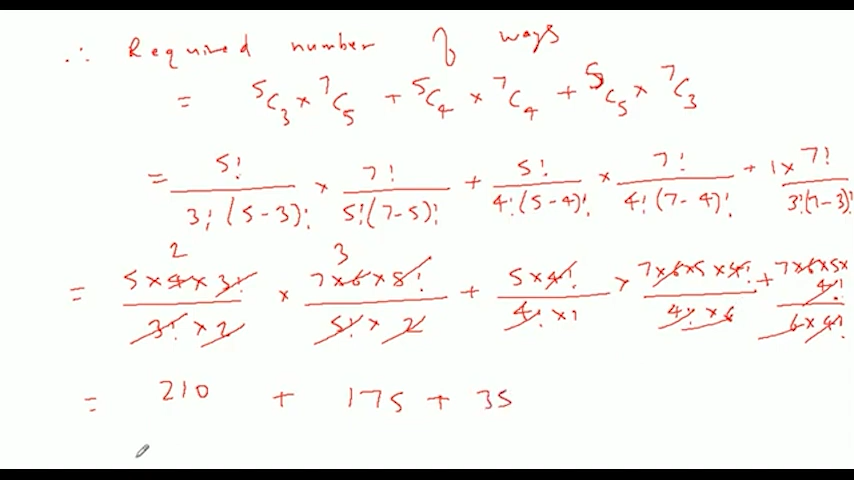 ∴ Required number of ways
= ⁵C₃ × ⁷C₅ + ⁵C₄ × ⁷C₄ + ⁵C₅ × ⁷C₃
= 5!/3!(5-3)! × 7!/5!(7-5)! + 5!/4!(5-4)! × 7!/4!(7-4)! + 1 × 7!/3!(7-3)!
2 3
= 5×4×3!/3!×2 × 7×6×5!/5!×2 + 5×4!/4!×1 × 7×6×5×4!/4!×6 + 7×6×5×4!/6×4!
= 210 + 175 + 35